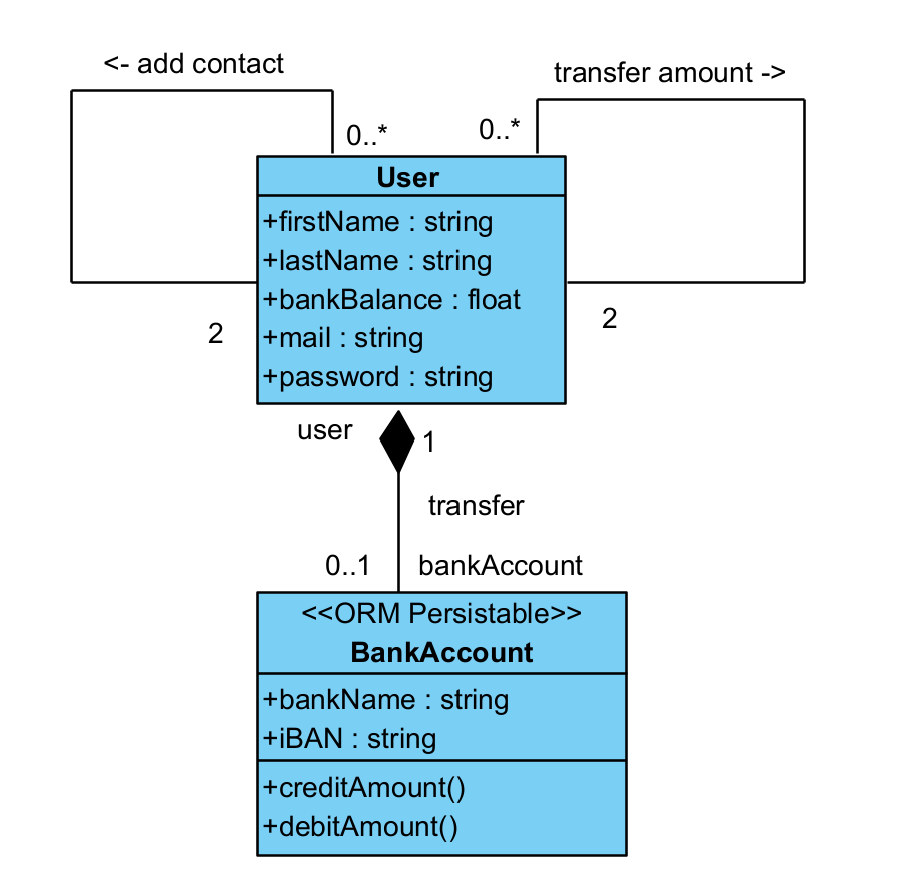 <- add contact
transfer amount ->
0..*
0..*
User
+firstName : string
+lastName : string
+bankBalance : float
+mail : string
+password : string
2
2
user
1
transfer
0..1
bankAccount
<<ORM Persistable>>
BankAccount
+bankName : string
+iBAN : string
+creditAmount()
+debitAmount()